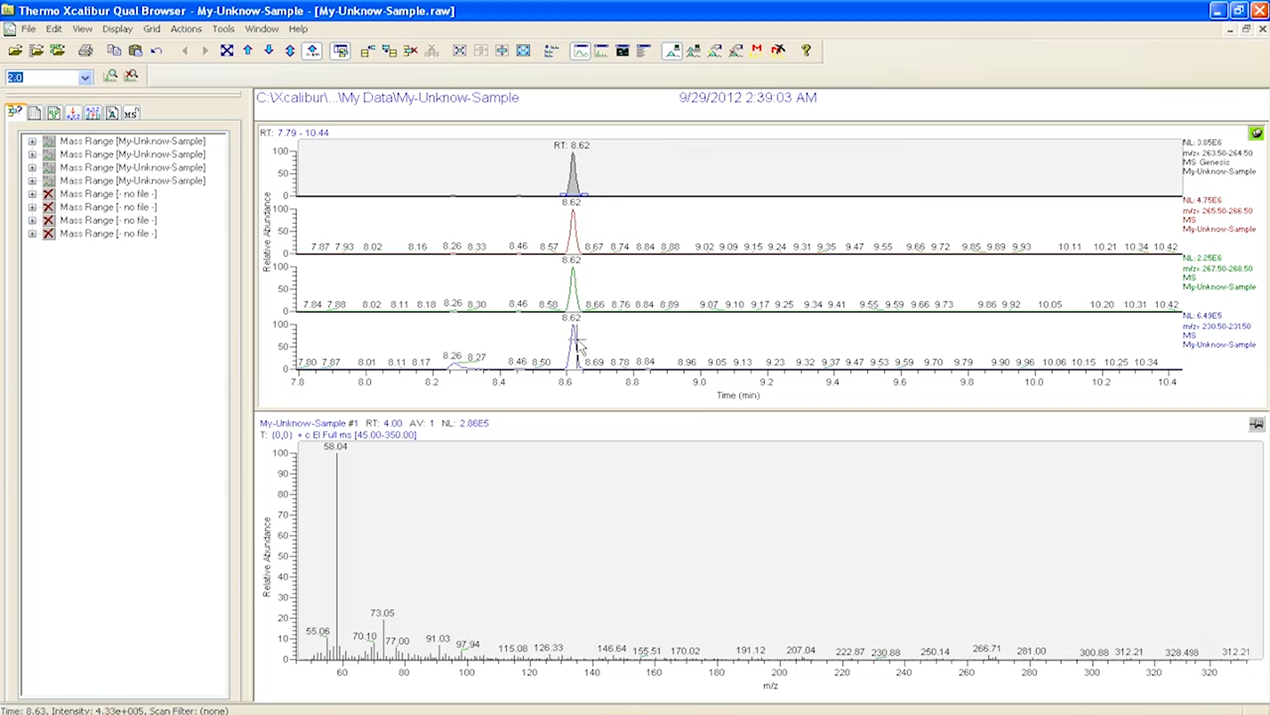 Thermo Xcalibur Qual Browser - My-Unknow-Sample - [My-Unknow-Sample.raw]
File Edit View Display Grid Actions Tools Window Help
2.0
C:\Xcalibur\...\My Data\My-Unknow-Sample 9/29/2012 2:39:03 AM
Mass Range [My-Unknow-Sample]
Mass Range [My-Unknow-Sample]
Mass Range [My-Unknow-Sample]
Mass Range [My-Unknow-Sample]
Mass Range [- no file -]
Mass Range [- no file -]
Mass Range [- no file -]
Mass Range [- no file -]
RT: 7.79 - 10.44
RT: 8.62
100
50
0
NL: 3.85E6
m/z= 263.50-264.50
MS Genesis
My-Unknow-Sample
8.62
100
50
0
7.87 7.93 8.02 8.16 8.26 8.33 8.46 8.57 8.67 8.74 8.84 8.88 9.02 9.09 9.15 9.24 9.31 9.35 9.47 9.55 9.66 9.72 9.85 9.89 9.93 10.11 10.21 10.34 10.42
NL: 4.75E6
m/z= 265.50-266.50
MS
My-Unknow-Sample
8.62
100
50
0
7.84 7.88 8.02 8.11 8.18 8.26 8.30 8.46 8.58 8.66 8.76 8.84 8.89 9.07 9.10 9.17 9.25 9.34 9.41 9.53 9.59 9.66 9.73 9.86 9.92 10.05 10.20 10.31 10.42
NL: 2.25E6
m/z= 267.50-268.50
MS
My-Unknow-Sample
8.62
100
50
0
7.80 7.87 8.01 8.11 8.17 8.26 8.27 8.46 8.50 8.69 8.78 8.84 8.96 9.05 9.13 9.23 9.30 9.47 9.54 9.70 9.79 9.90 10.06 10.15 10.25 10.34
NL: 6.49E5
m/z= 230.50-231.50
MS
My-Unknow-Sample
Relative Abundance
7.8 8.0 8.2 8.4 8.6 8.8 9.0 9.2 9.4 9.6 9.8 10.0 10.2 10.4
Time (min)
My-Unknow-Sample #1 RT: 4.00 AV: 1 NL: 2.86E5
T: {0,0} + c EI Full ms [45.00-350.00]
58.04
100
90
80
70
60
50
40
30
20
10
0
Relative Abundance
55.06 70.10 73.05 77.00 91.03 97.94 115.08 126.33 146.64 155.51 170.02 191.12 207.04 222.87 230.88 250.14 266.71 281.00 300.88 312.21 328.498 312.21
60 80 100 120 140 160 180 200 220 240 260 280 300 320 320
m/z
Time: 8.63, Intensity: 4.33e+005, Scan Filter: (none)